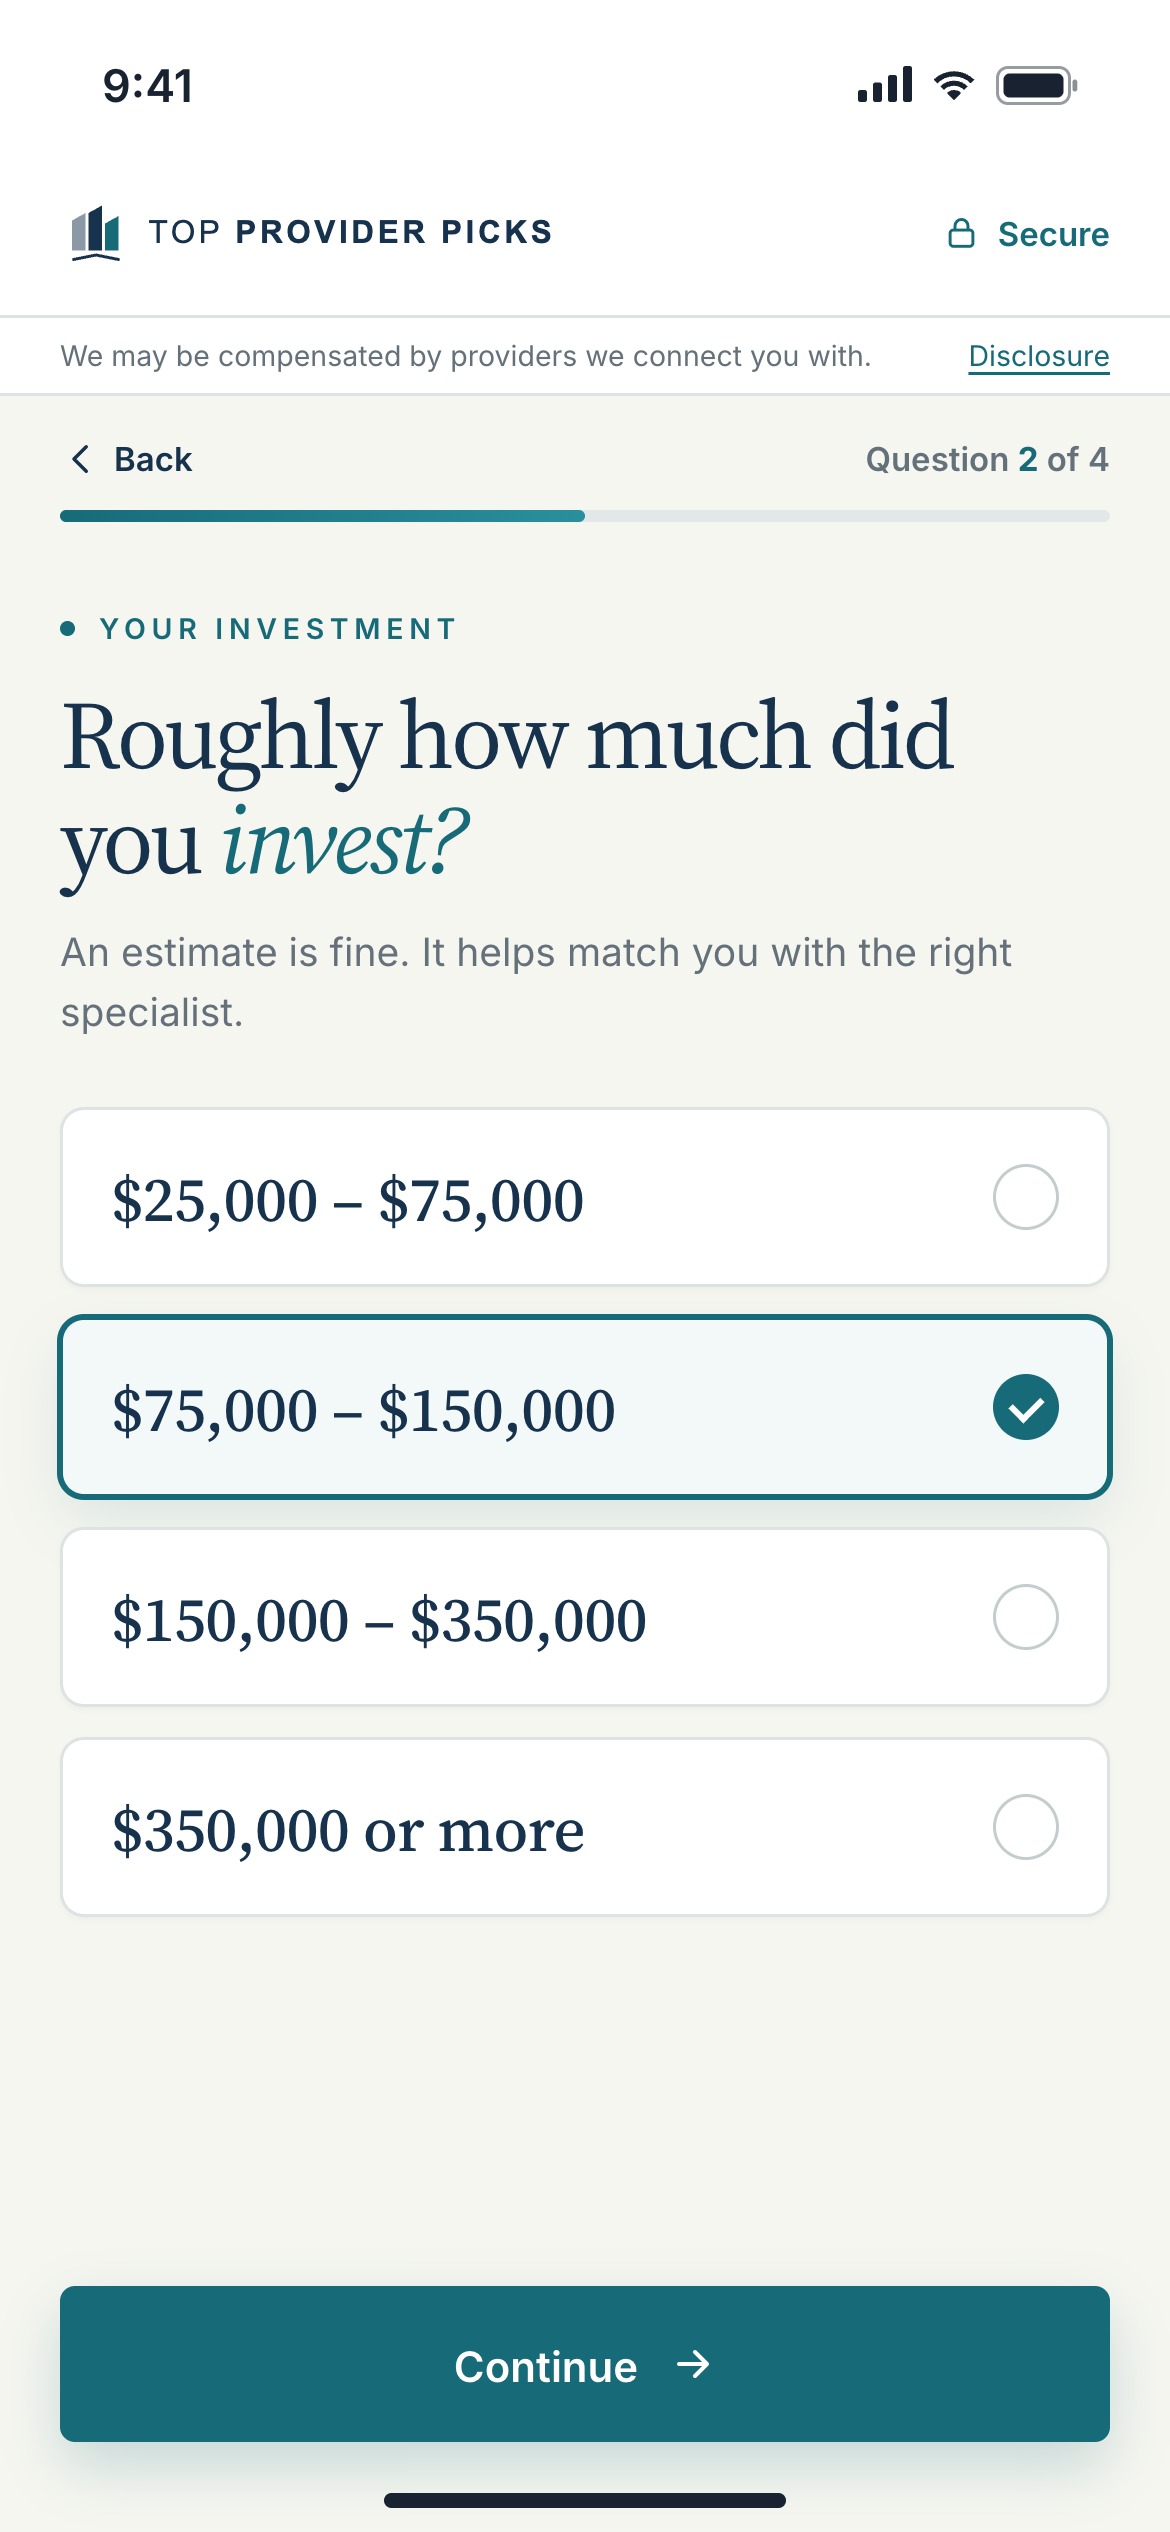 9:41
TOP PROVIDER PICKS
Secure
We may be compensated by providers we connect you with.
Disclosure
Back
Question 2 of 4
YOUR INVESTMENT
Roughly how much did
you invest?
An estimate is fine. It helps match you with the right
specialist.
$25,000 – $75,000
$75,000 – $150,000
$150,000 – $350,000
$350,000 or more
Continue →